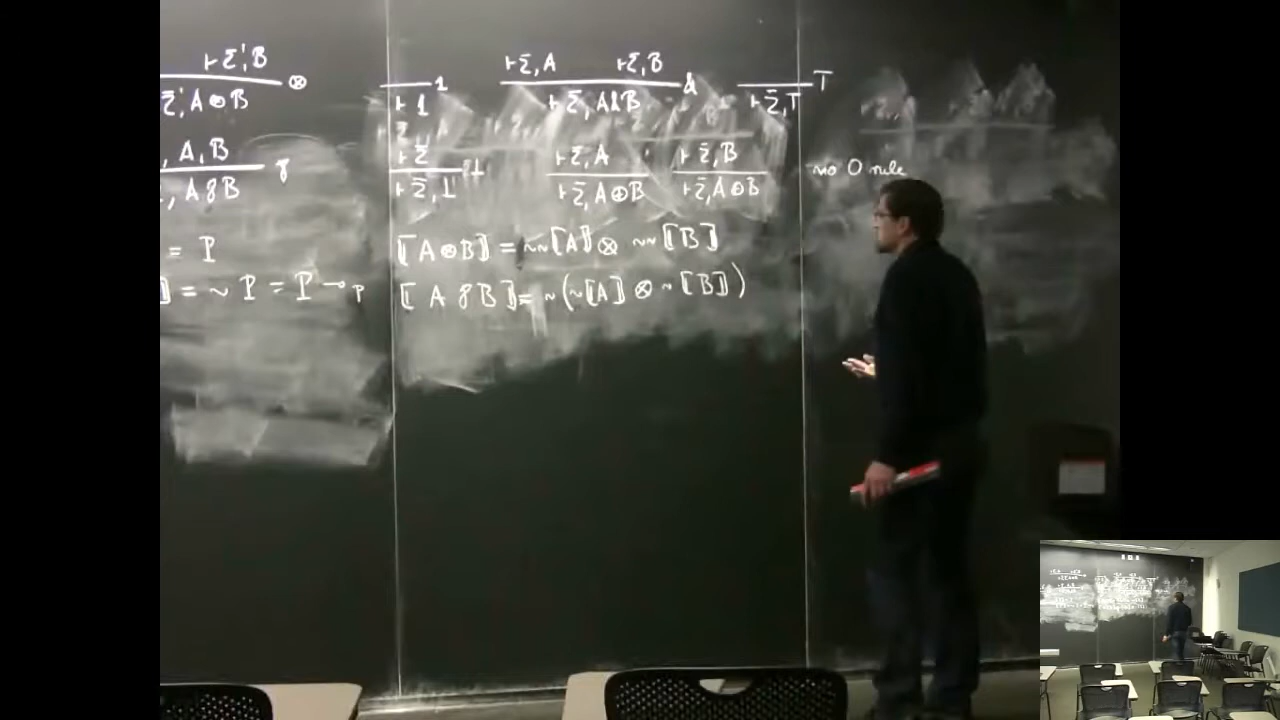 ⊢Σ',B
Σ',A⊗B ⊗
,A,B
,A⅋B ⅋
= P
] = ~P = P ⊸ p
⊢1 1
⊢Σ,A ⊢Σ,B
⊢Σ,A&B &
⊢Σ,⊤ ⊤
⊢Σ
⊢Σ,⊥ ⊥
⊢Σ,A
⊢Σ,A⊕B
⊢Σ,B
⊢Σ,A⊕B
no 0 rule
⟦A⊗B⟧ = ~~⟦A⟧ ⊗ ~~⟦B⟧
⟦A⅋B⟧ = ~(~⟦A⟧ ⊗ ~⟦B⟧)